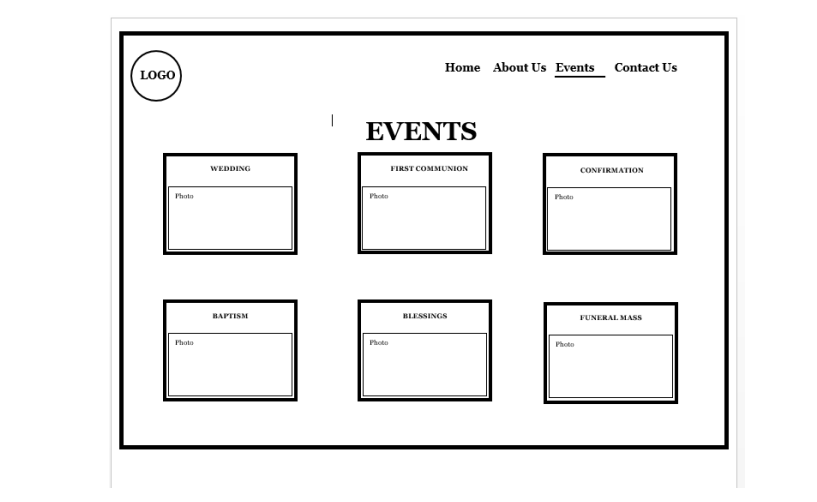 LOGO
Home About Us Events Contact Us
EVENTS
WEDDING
Photo
FIRST COMMUNION
Photo
CONFIRMATION
Photo
BAPTISM
Photo
BLESSINGS
Photo
FUNERAL MASS
Photo